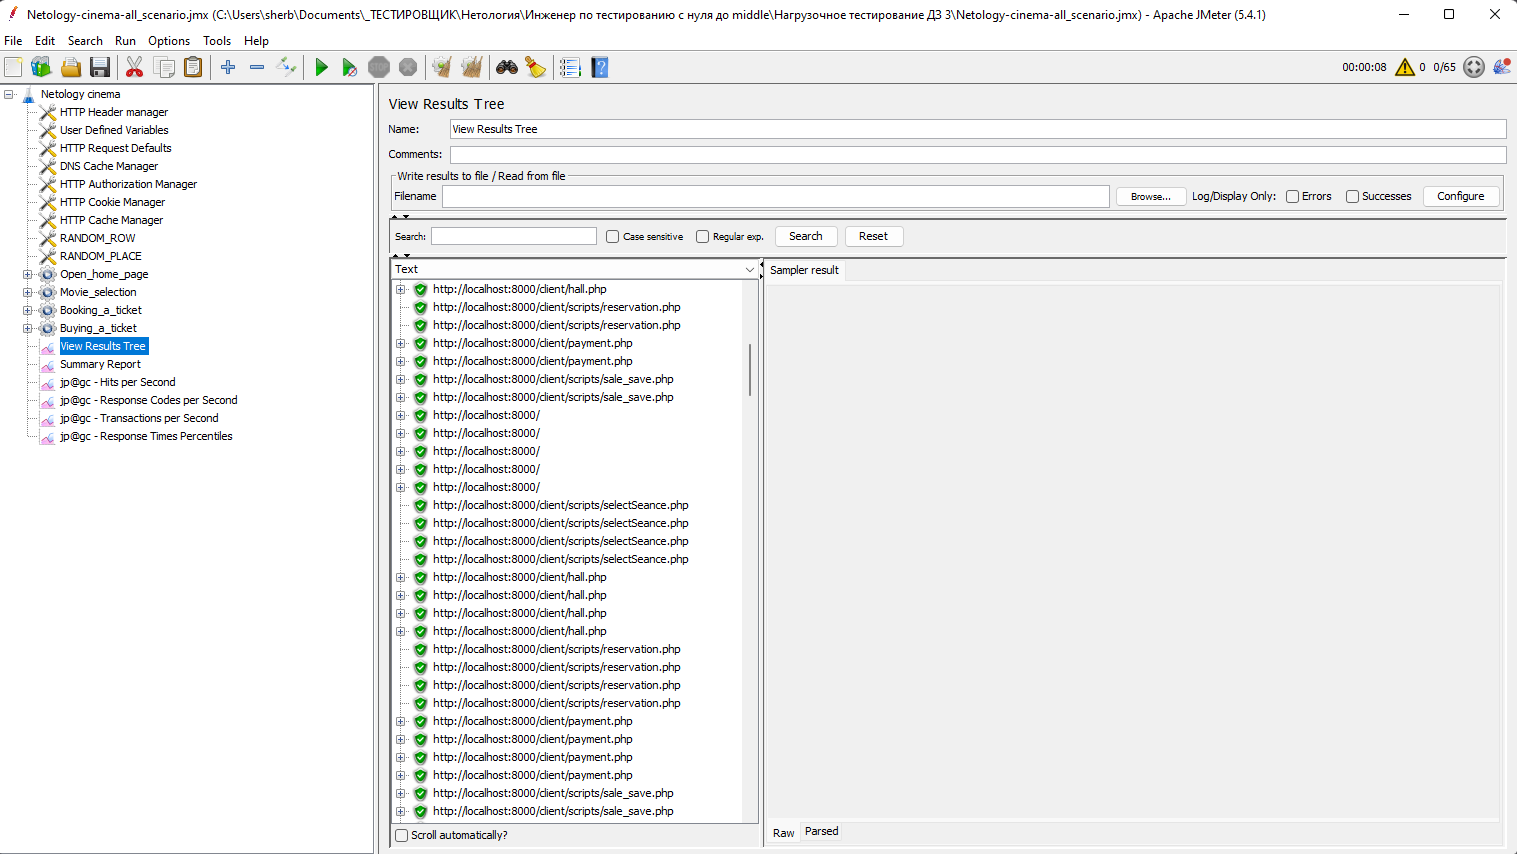 Netology-cinema-all_scenario.jmx (C:\Users\sherb\Documents\_ТЕСТИРОВЩИК\Нетология\Инженер по тестированию с нуля до middle\Нагрузочное тестирование ДЗ 3\Netology-cinema-all_scenario.jmx) - Apache JMeter (5.4.1)
File Edit Search Run Options Tools Help
STOP
00:00:08 0 0/65
Netology cinema
HTTP Header manager
User Defined Variables
HTTP Request Defaults
DNS Cache Manager
HTTP Authorization Manager
HTTP Cookie Manager
HTTP Cache Manager
RANDOM_ROW
RANDOM_PLACE
Open_home_page
Movie_selection
Booking_a_ticket
Buying_a_ticket
View Results Tree
Summary Report
jp@gc - Hits per Second
jp@gc - Response Codes per Second
jp@gc - Transactions per Second
jp@gc - Response Times Percentiles
View Results Tree
Name: View Results Tree
Comments:
Write results to file / Read from file
Filename Browse... Log/Display Only: Errors Successes Configure
Search: Case sensitive Regular exp. Search Reset
Text
http://localhost:8000/client/hall.php
http://localhost:8000/client/scripts/reservation.php
http://localhost:8000/client/scripts/reservation.php
http://localhost:8000/client/payment.php
http://localhost:8000/client/payment.php
http://localhost:8000/client/scripts/sale_save.php
http://localhost:8000/client/scripts/sale_save.php
http://localhost:8000/
http://localhost:8000/
http://localhost:8000/
http://localhost:8000/
http://localhost:8000/
http://localhost:8000/client/scripts/selectSeance.php
http://localhost:8000/client/scripts/selectSeance.php
http://localhost:8000/client/scripts/selectSeance.php
http://localhost:8000/client/scripts/selectSeance.php
http://localhost:8000/client/hall.php
http://localhost:8000/client/hall.php
http://localhost:8000/client/hall.php
http://localhost:8000/client/hall.php
http://localhost:8000/client/scripts/reservation.php
http://localhost:8000/client/scripts/reservation.php
http://localhost:8000/client/scripts/reservation.php
http://localhost:8000/client/scripts/reservation.php
http://localhost:8000/client/payment.php
http://localhost:8000/client/payment.php
http://localhost:8000/client/payment.php
http://localhost:8000/client/payment.php
http://localhost:8000/client/scripts/sale_save.php
http://localhost:8000/client/scripts/sale_save.php
Scroll automatically?
Sampler result
Raw Parsed